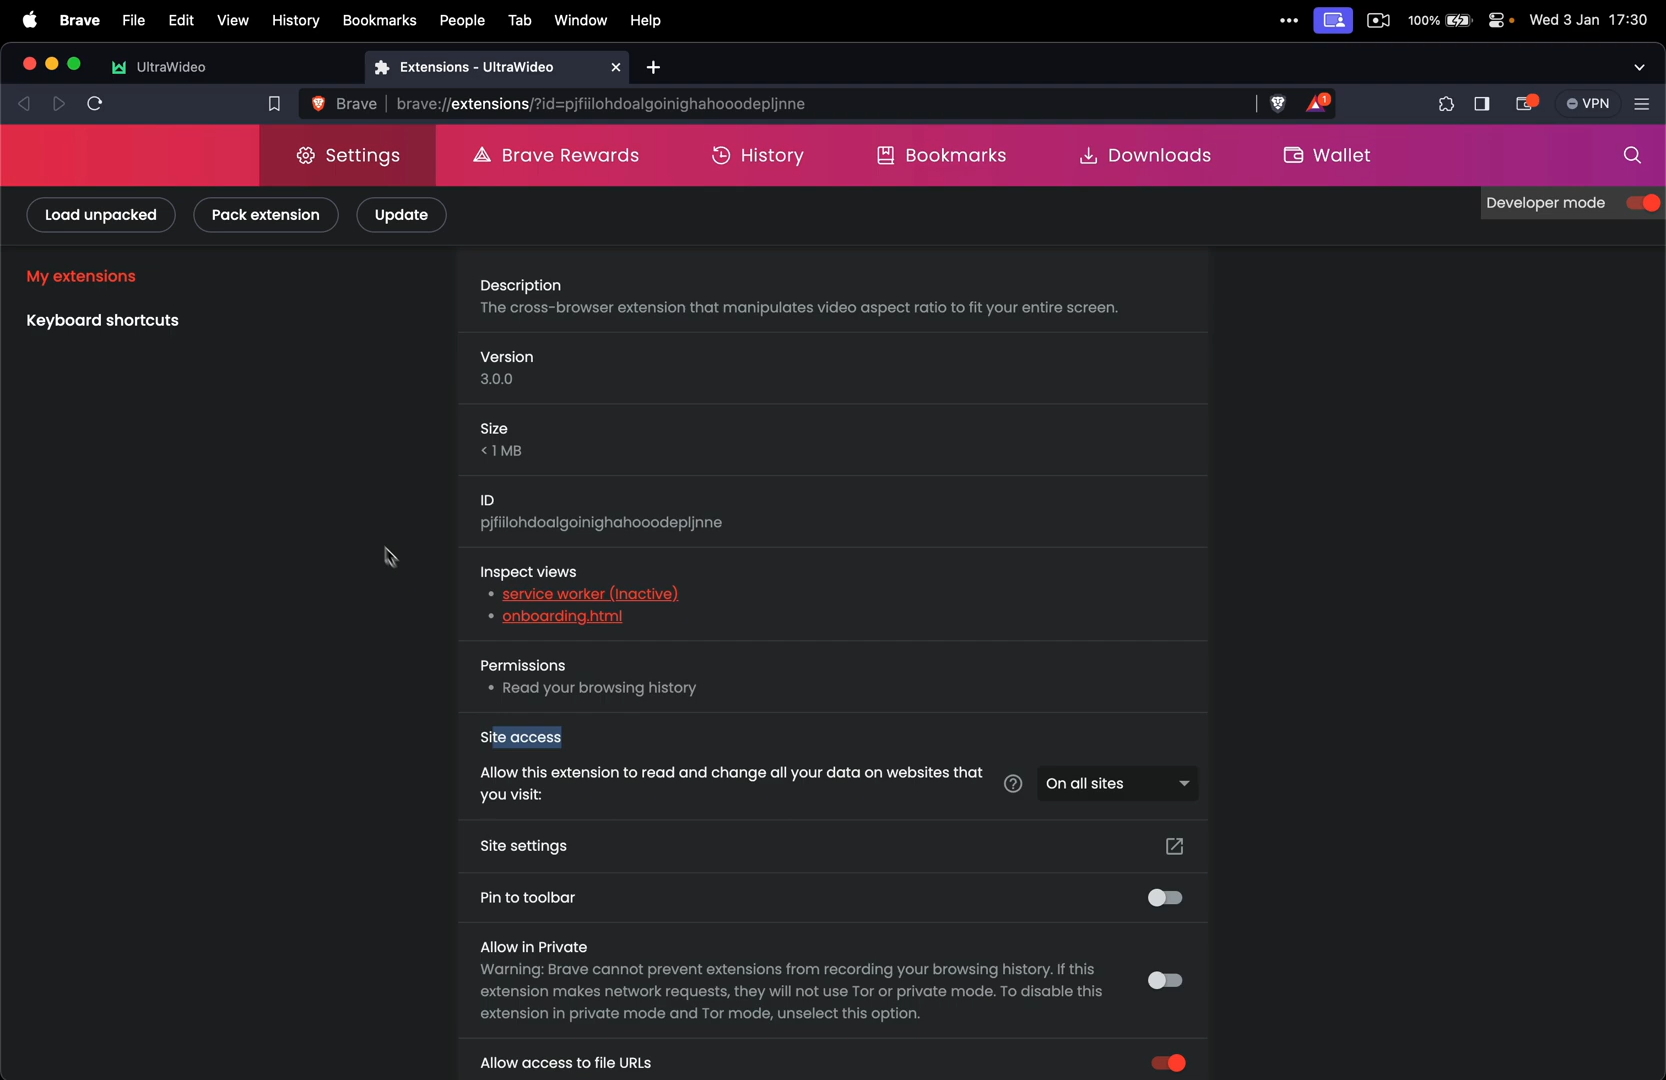 Brave File Edit View History Bookmarks People Tab Window Help 100% Wed 3 Jan 17:30
UltraWideo Extensions - UltraWideo
Brave brave://extensions/?id=pjfiilohdoalgoinighahooodepljnne 1 VPN
Settings Brave Rewards History Bookmarks Downloads Wallet
Load unpacked Pack extension Update Developer mode
My extensions
Keyboard shortcuts
Description
The cross-browser extension that manipulates video aspect ratio to fit your entire screen.
Version
3.0.0
Size
< 1 MB
ID
pjfiilohdoalgoinighahooodepljnne
Inspect views
• service worker (Inactive)
• onboarding.html
Permissions
• Read your browsing history
Site access
Allow this extension to read and change all your data on websites that
you visit:
On all sites
Site settings
Pin to toolbar
Allow in Private
Warning: Brave cannot prevent extensions from recording your browsing history. If this
extension makes network requests, they will not use Tor or private mode. To disable this
extension in private mode and Tor mode, unselect this option.
Allow access to file URLs